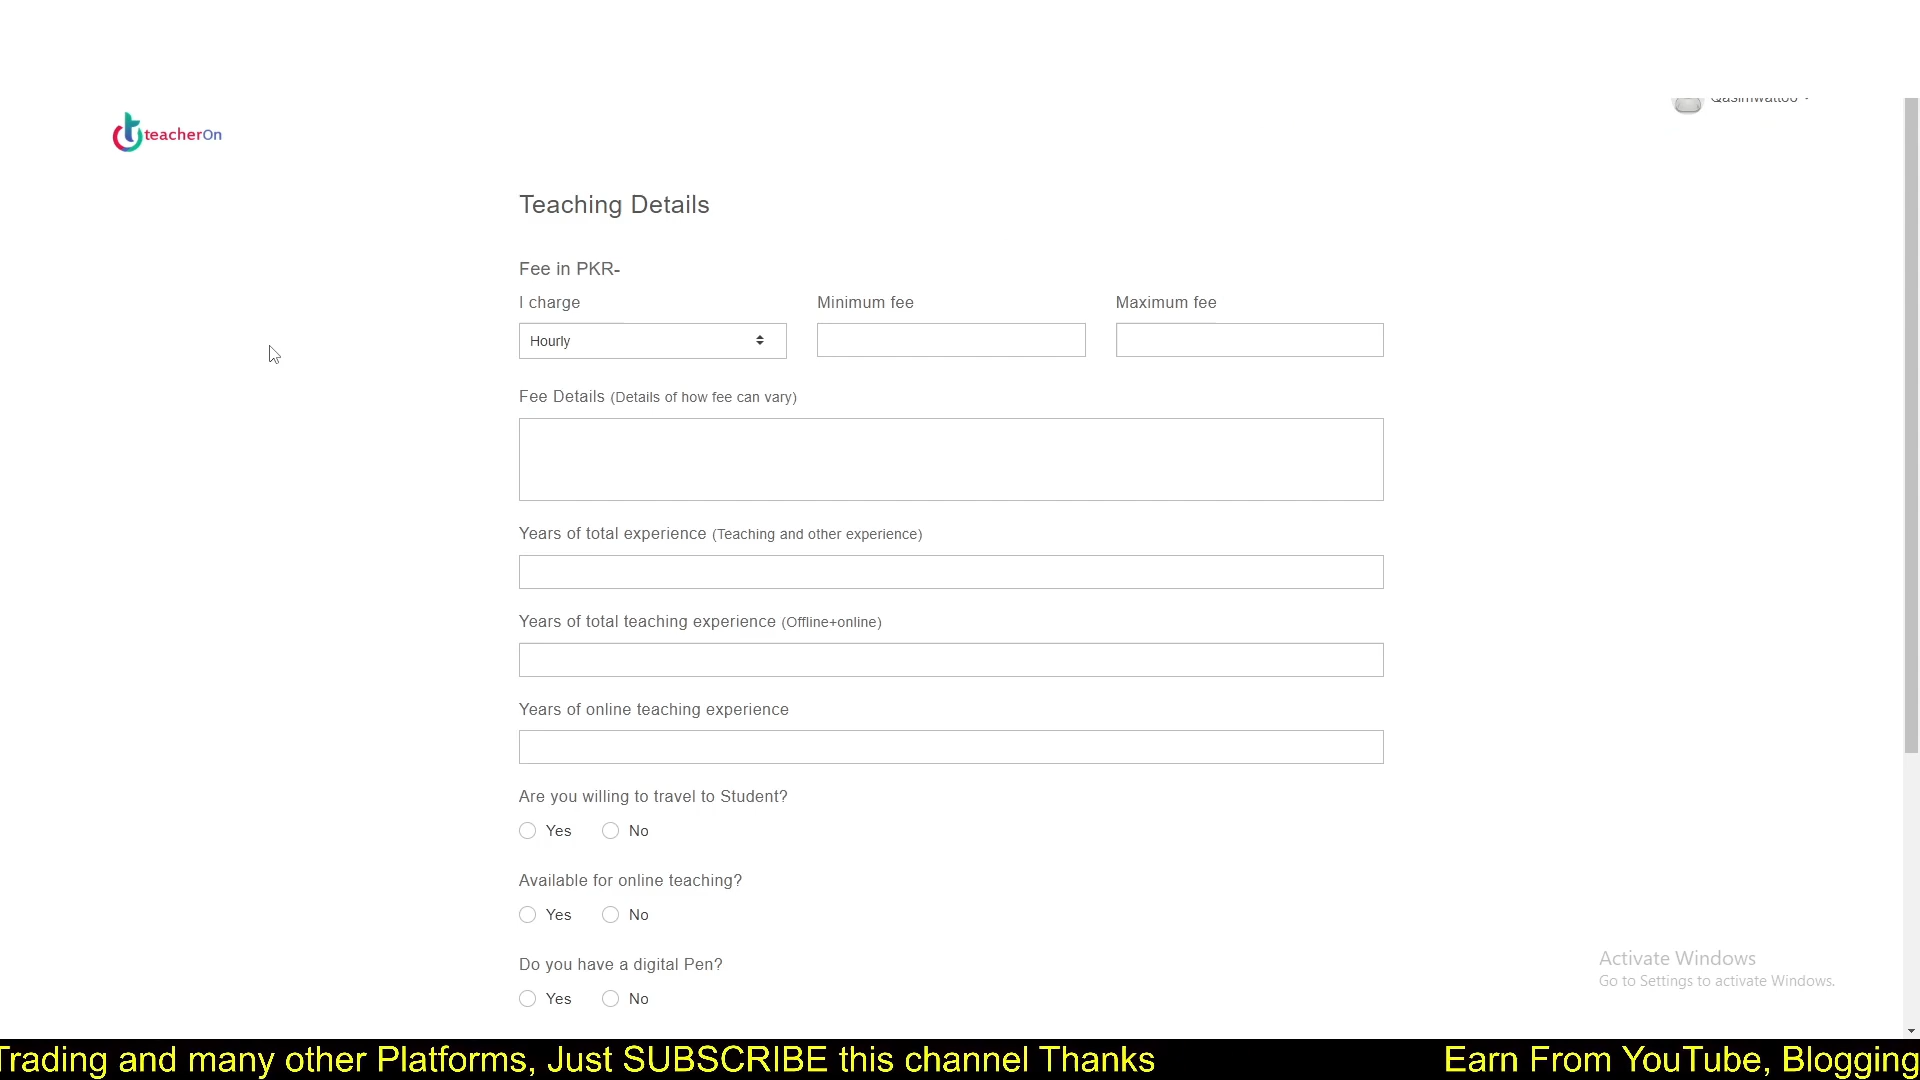 teacherOn
Teaching Details
Fee in PKR-
I charge
Minimum fee
Maximum fee
Hourly
Fee Details (Details of how fee can vary)
Years of total experience (Teaching and other experience)
Years of total teaching experience (Offline+online)
Years of online teaching experience
Are you willing to travel to Student?
Yes No
Available for online teaching?
Yes No
Do you have a digital Pen?
Yes No
Activate Windows
Go to Settings to activate Windows.
Trading and many other Platforms, Just SUBSCRIBE this channel Thanks Earn From YouTube, Blogging